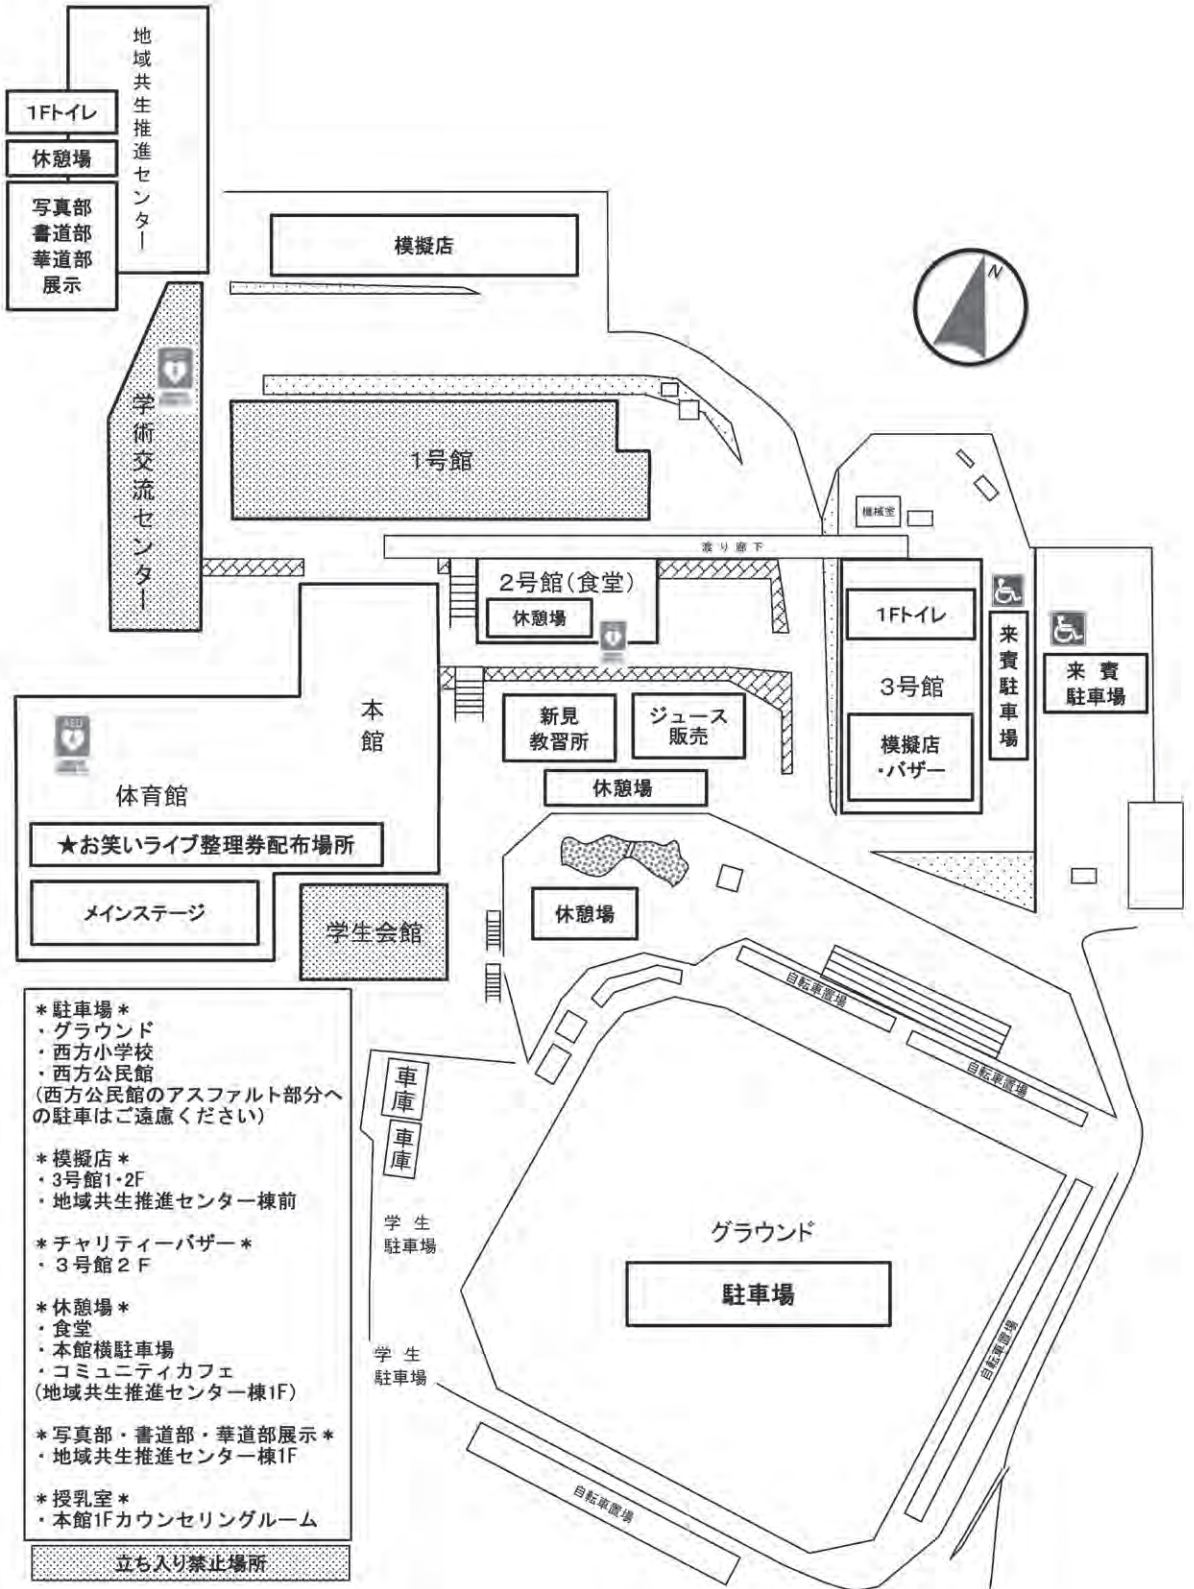 地域共生推進センター
1Fトイレ
休憩場
写真部
書道部
華道部
展示
模擬店
N
学術交流センター
1号館
機械室
渡り廊下
2号館(食堂)
休憩場
1Fトイレ
3号館
模擬店
・バザー
来賓駐車場
来 賓
駐車場
本館
新見
教習所
ジュース
販売
休憩場
AED
体育館
★お笑いライブ整理券配布場所
メインステージ
学生会館
休憩場
自転車置場
自転車置場
車庫
車庫
学 生
駐車場
学 生
駐車場
グラウンド
駐車場
自転車置場
自転車置場
*駐車場*
・グラウンド
・西方小学校
・西方公民館
(西方公民館のアスファルト部分へ
の駐車はご遠慮ください)
*模擬店*
・3号館1・2F
・地域共生推進センター棟前
*チャリティーバザー*
・3号館2F
*休憩場*
・食堂
・本館横駐車場
・コミュニティカフェ
(地域共生推進センター棟1F)
*写真部・書道部・華道部展示*
・地域共生推進センター棟1F
*授乳室*
・本館1Fカウンセリングルーム
立ち入り禁止場所